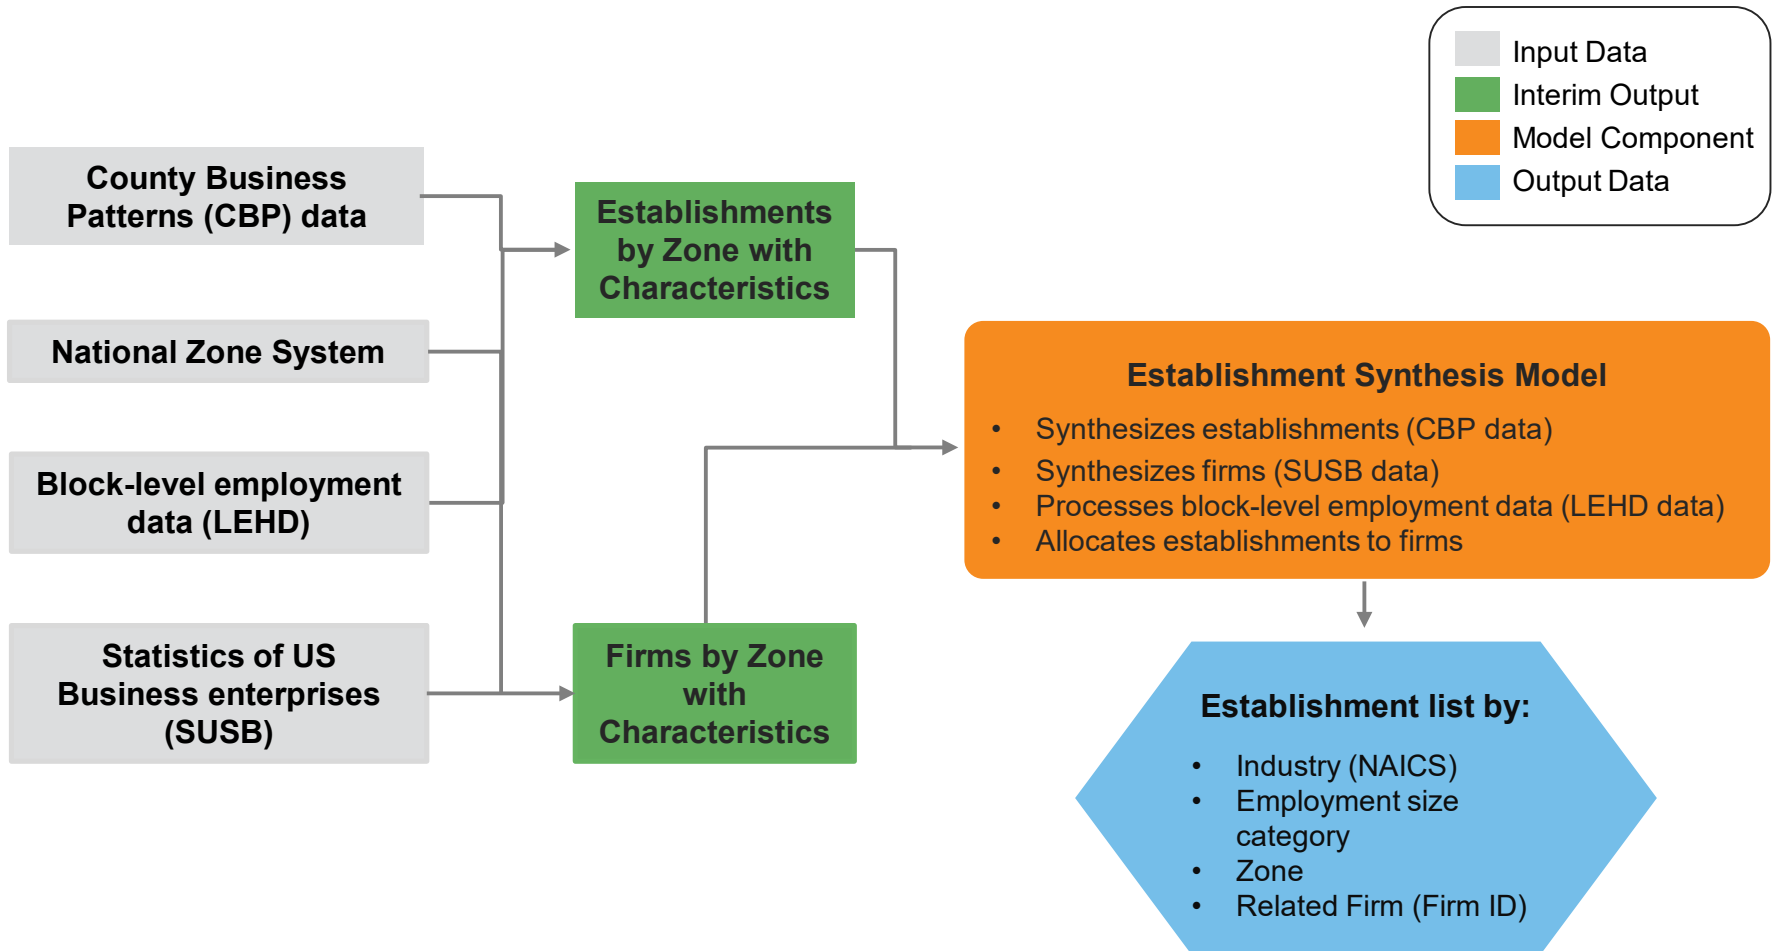 Input Data
Interim Output
Model Component
Output Data
County Business
Patterns (CBP) data
National Zone System
Block-level employment
data (LEHD)
Statistics of US
Business enterprises
(SUSB)
Establishments
by Zone with
Characteristics
Firms by Zone
with
Characteristics
Establishment Synthesis Model
• Synthesizes establishments (CBP data)
• Synthesizes firms (SUSB data)
• Processes block-level employment data (LEHD data)
• Allocates establishments to firms
Establishment list by:
• Industry (NAICS)
• Employment size
category
• Zone
• Related Firm (Firm ID)